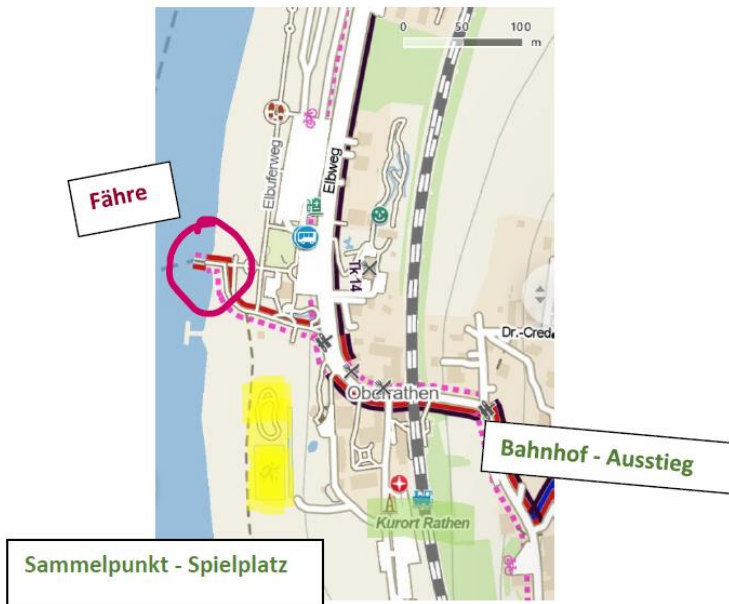 0 50 100
m
Fähre
Elbuferweg
Elbweg
Tk 14
Dr.-Cred.
Oberrathen
Bahnhof - Ausstieg
Kurort Rathen
Sammelpunkt - Spielplatz